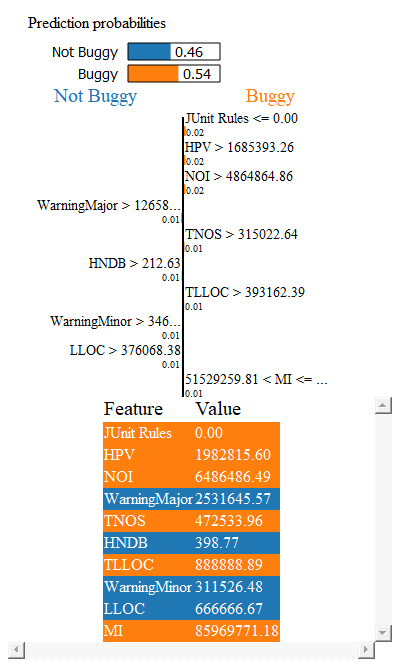 Prediction probabilities
Not Buggy 0.46
Buggy 0.54
Not Buggy Buggy
JUnit Rules <= 0.00
0.02
HPV > 1685393.26
0.02
NOI > 4864864.86
0.02
WarningMajor > 12658...
0.01
TNOS > 315022.64
0.01
HNDB > 212.63
0.01
TLLOC > 393162.39
0.01
WarningMinor > 346...
0.01
LLOC > 376068.38
0.01
51529259.81 < MI <= ...
0.01
Feature Value
JUnit Rules 0.00
HPV 1982815.60
NOI 6486486.49
WarningMajor 2531645.57
TNOS 472533.96
HNDB 398.77
TLLOC 888888.89
WarningMinor 311526.48
LLOC 666666.67
MI 85969771.18